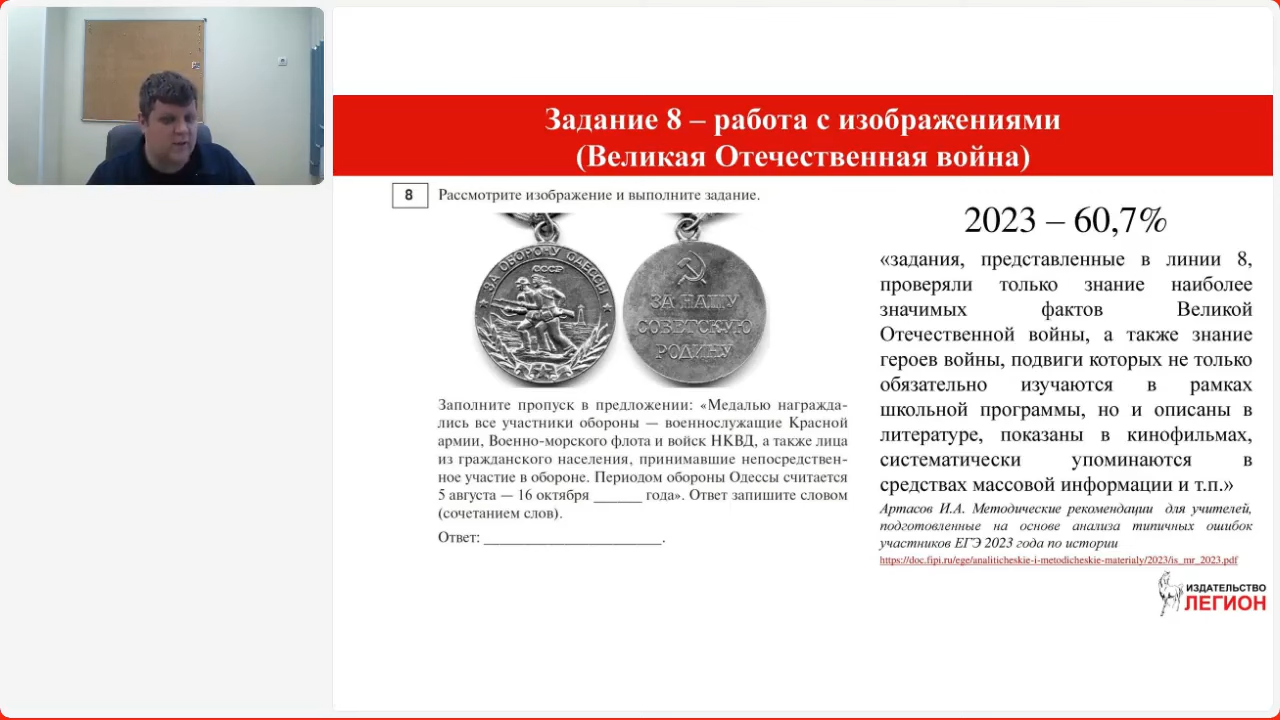 Задание 8 – работа с изображениями
(Великая Отечественная война)
8
Рассмотрите изображение и выполните задание.
ЗА ОБОРОНУ ОДЕССЫ
СССР
ЗА НАШУ
СОВЕТСКУЮ
РОДИНУ
Заполните пропуск в предложении: «Медалью награжда-
лись все участники обороны — военнослужащие Красной
армии, Военно-морского флота и войск НКВД, а также лица
из гражданского населения, принимавшие непосредствен-
ное участие в обороне. Периодом обороны Одессы считается
5 августа — 16 октября ______ года». Ответ запишите словом
(сочетанием слов).
Ответ: ______________________.
2023 – 60,7%
«задания, представленные в линии 8,
проверяли только знание наиболее
значимых фактов Великой
Отечественной войны, а также знание
героев войны, подвиги которых не только
обязательно изучаются в рамках
школьной программы, но и описаны в
литературе, показаны в кинофильмах,
систематически упоминаются в
средствах массовой информации и т.п.»
Артасов И.А. Методические рекомендации для учителей,
подготовленные на основе анализа типичных ошибок
участников ЕГЭ 2023 года по истории
https://doc.fipi.ru/ege/analiticheskie-i-metodicheskie-materialy/2023/is_mr_2023.pdf
ИЗДАТЕЛЬСТВО
ЛЕГИОН